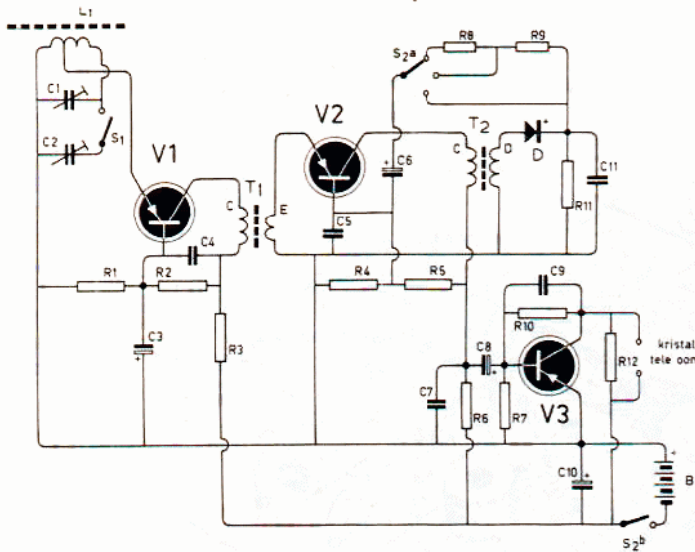 L1
C1
C2
S1
V1
T1
C
E
C4
R1
R2
R3
C3
+
V2
C5
R4
R5
C6
+
S2a
R8
R9
T2
C
D
D
+
R11
C11
C9
R10
C8
+
C7
R6
R7
V3
R12
kristal
tele oon
C10
+
+
B
S2b